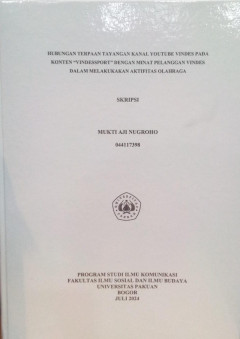 HUBUNGAN TERPAAN TAYANGAN KANAL YOUTUBE VINDES PADA
KONTEN "VINDESSPORT" DENGAN MINAT PELANGGAN VINDES
DALAM MELAKUKAKAN AKTIFITAS OLAHRAGA
SKRIPSI
MUKTI AJI NUGROHO
044117398
PROGRAM STUDI ILMU KOMUNIKASI
FAKULTAS ILMU SOSIAL DAN ILMU BUDAYA
UNIVERSITAS PAKUAN
BOGOR
JULI 2024